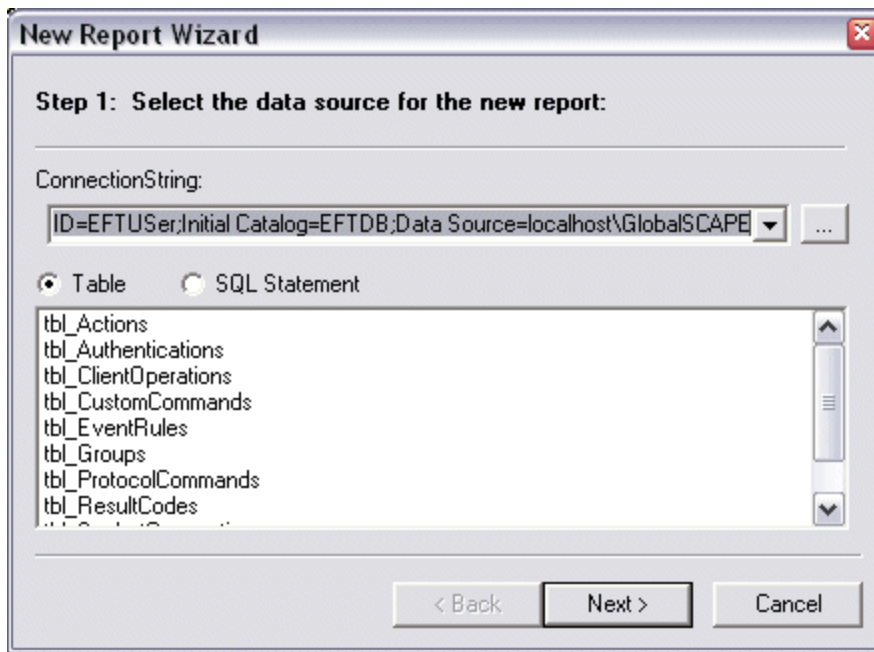 New Report Wizard
Step 1: Select the data source for the new report:
ConnectionString:
ID=EFTUSer;Initial Catalog=EFTDB;Data Source=localhost\GlobalSCAPE
...
Table SQL Statement
tbl_Actions
tbl_Authentications
tbl_ClientOperations
tbl_CustomCommands
tbl_EventRules
tbl_Groups
tbl_ProtocolCommands
tbl_ResultCodes
< Back Next > Cancel